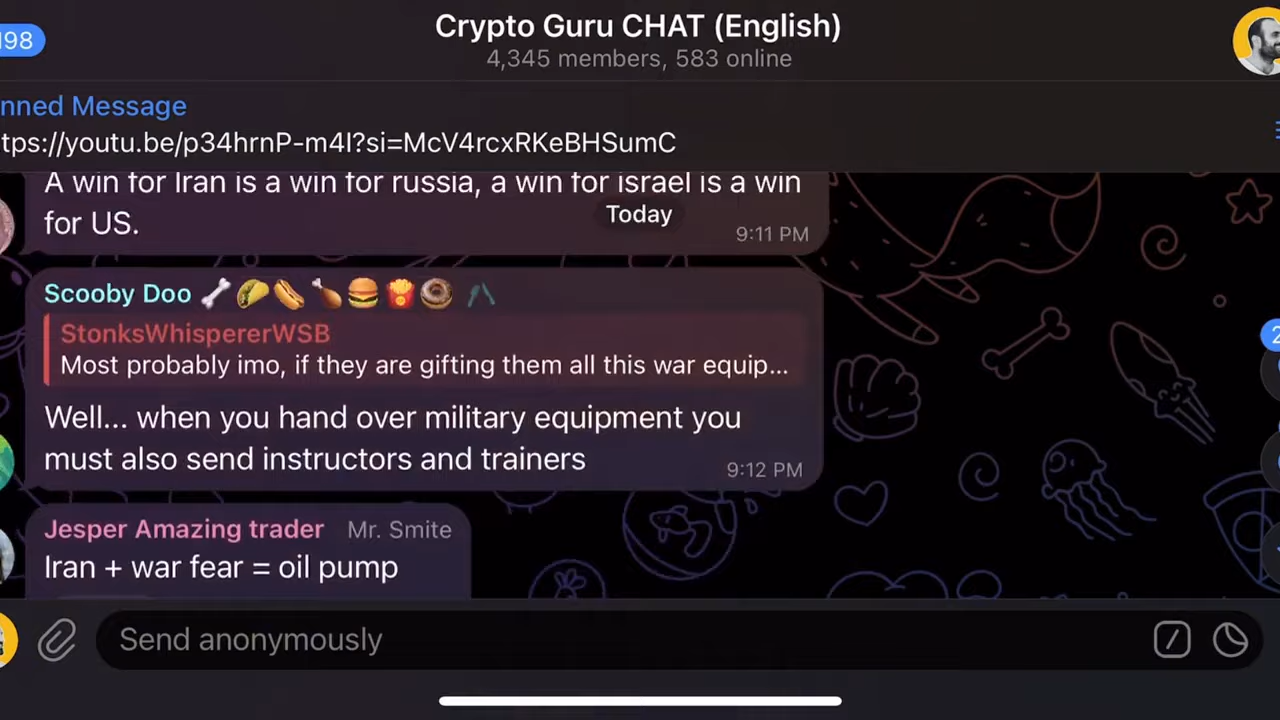 198
Crypto Guru CHAT (English)
4,345 members, 583 online
nned Message
tps://youtu.be/p34hrnP-m4I?si=McV4rcxRKeBHSumC
A win for Iran is a win for russia, a win for israel is a win
for US.
Today
9:11 PM
Scooby Doo
StonksWhispererWSB
Most probably imo, if they are gifting them all this war equip...
Well... when you hand over military equipment you
must also send instructors and trainers
9:12 PM
Jesper Amazing trader Mr. Smite
Iran + war fear = oil pump
Send anonymously